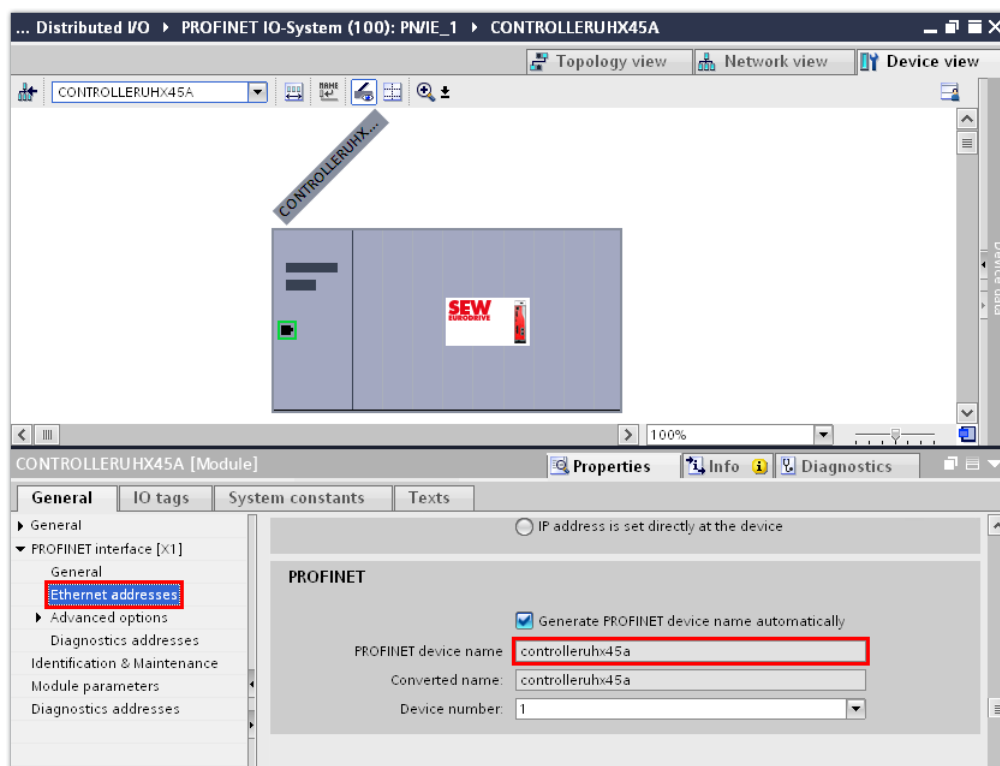 ... Distributed I/O ▸ PROFINET IO-System (100): PN/IE_1 ▸ CONTROLLERUHX45A
Topology view
Network view
Device view
CONTROLLERUHX45A
NAME
CONTROLLERUHX...
SEW
EURODRIVE
Device data
100%
CONTROLLERUHX45A [Module]
Properties
Info
Diagnostics
General
IO tags
System constants
Texts
General
PROFINET interface [X1]
General
Ethernet addresses
Advanced options
Diagnostics addresses
Identification & Maintenance
Module parameters
Diagnostics addresses
IP address is set directly at the device
PROFINET
Generate PROFINET device name automatically
PROFINET device name
controlleruhx45a
Converted name:
controlleruhx45a
Device number:
1